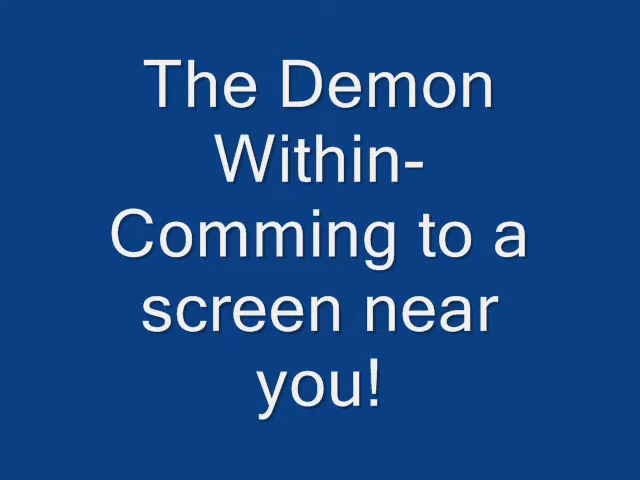 The Demon
Within-
Comming to a
screen near
you!